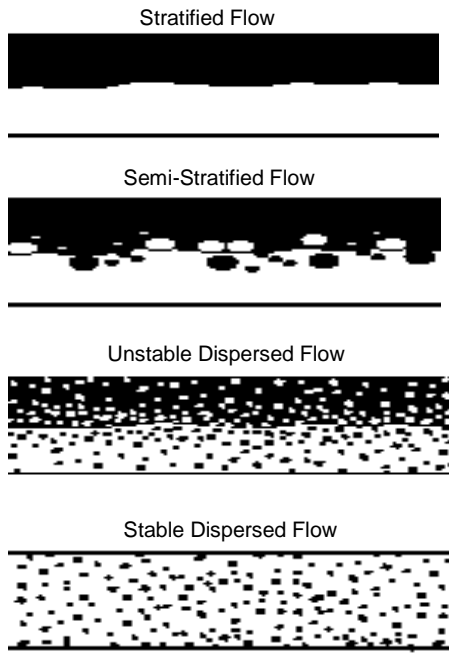 Stratified Flow
Semi-Stratified Flow
Unstable Dispersed Flow
Stable Dispersed Flow